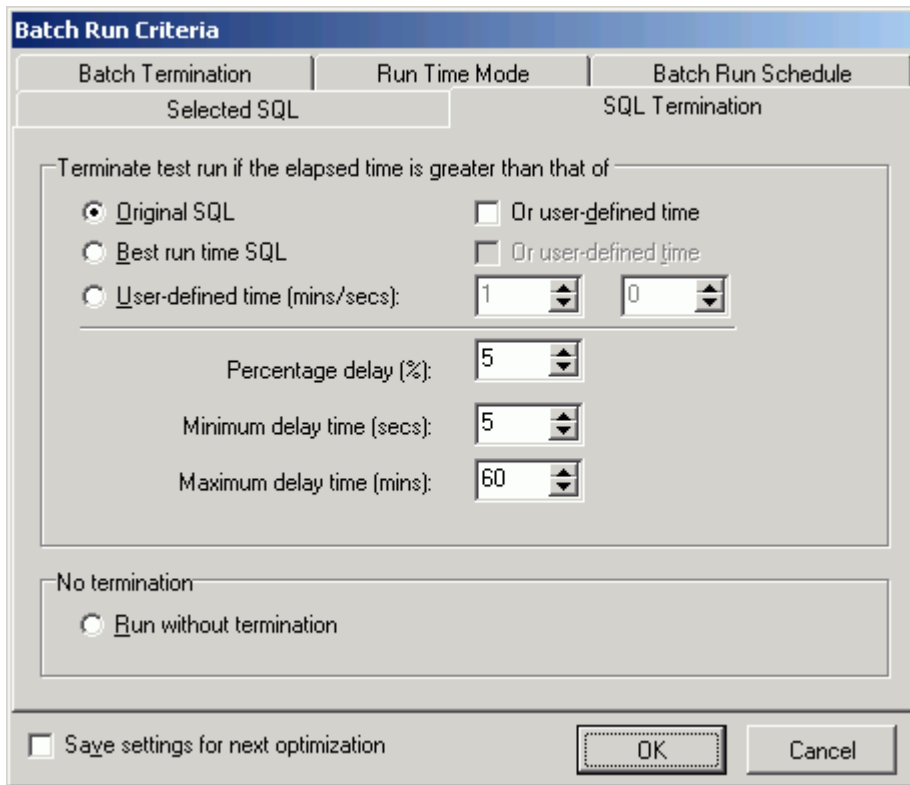 Batch Run Criteria
Batch Termination Run Time Mode Batch Run Schedule
Selected SQL SQL Termination
Terminate test run if the elapsed time is greater than that of
Original SQL Or user-defined time
Best run time SQL Or user-defined time
User-defined time (mins/secs): 1 0
Percentage delay (%): 5
Minimum delay time (secs): 5
Maximum delay time (mins): 60
No termination
Run without termination
Save settings for next optimization OK Cancel